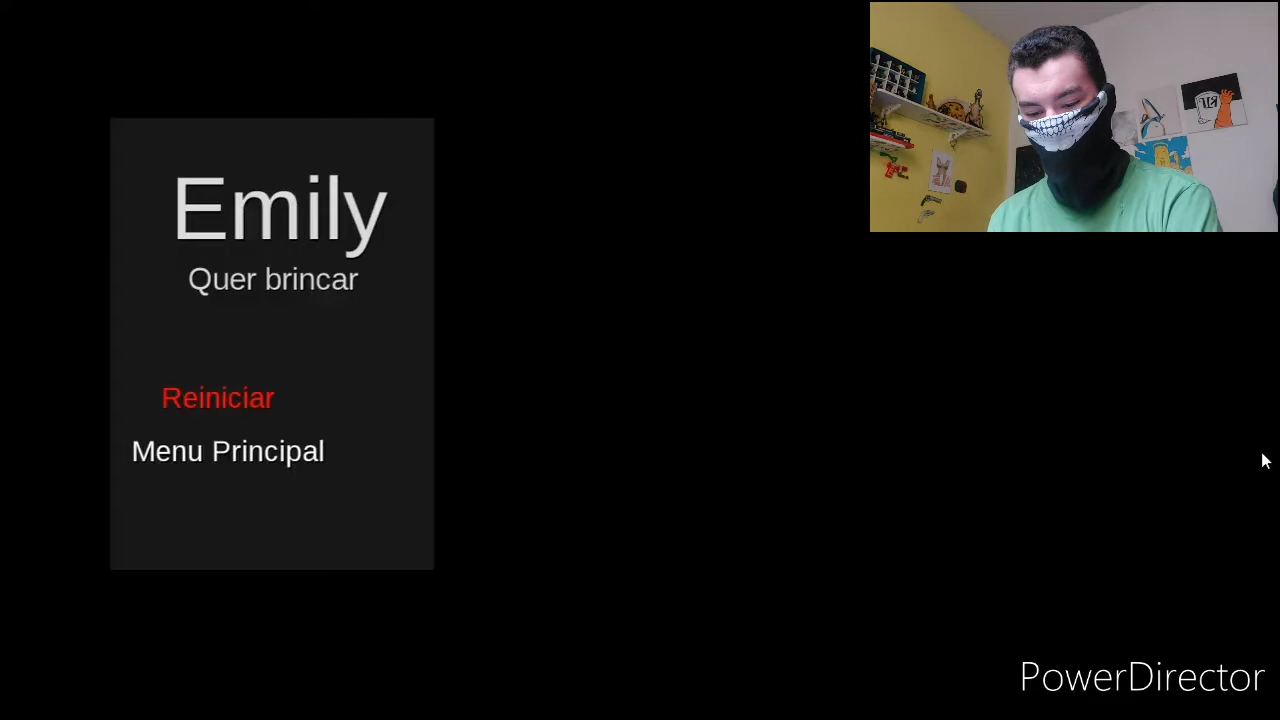 Emily
Quer brincar
Reiniciar
Menu Principal
PowerDirector